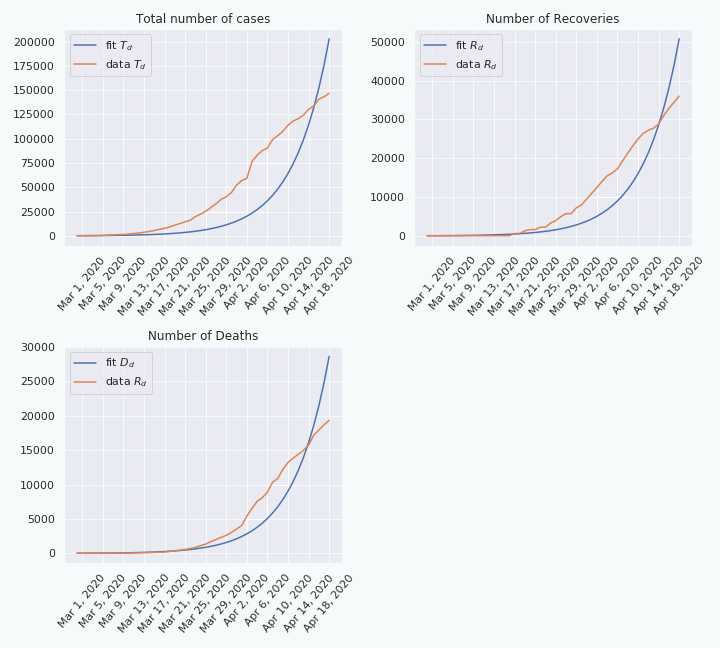 Total number of cases
fit T_d
data T_d
200000
175000
150000
125000
100000
75000
50000
25000
0
Mar 1, 2020
Mar 5, 2020
Mar 9, 2020
Mar 13, 2020
Mar 17, 2020
Mar 21, 2020
Mar 25, 2020
Mar 29, 2020
Apr 2, 2020
Apr 6, 2020
Apr 10, 2020
Apr 14, 2020
Apr 18, 2020
Number of Recoveries
fit R_d
data R_d
50000
40000
30000
20000
10000
0
Mar 1, 2020
Mar 5, 2020
Mar 9, 2020
Mar 13, 2020
Mar 17, 2020
Mar 21, 2020
Mar 25, 2020
Mar 29, 2020
Apr 2, 2020
Apr 6, 2020
Apr 10, 2020
Apr 14, 2020
Apr 18, 2020
Number of Deaths
fit D_d
data R_d
30000
25000
20000
15000
10000
5000
0
Mar 1, 2020
Mar 5, 2020
Mar 9, 2020
Mar 13, 2020
Mar 17, 2020
Mar 21, 2020
Mar 25, 2020
Mar 29, 2020
Apr 2, 2020
Apr 6, 2020
Apr 10, 2020
Apr 14, 2020
Apr 18, 2020